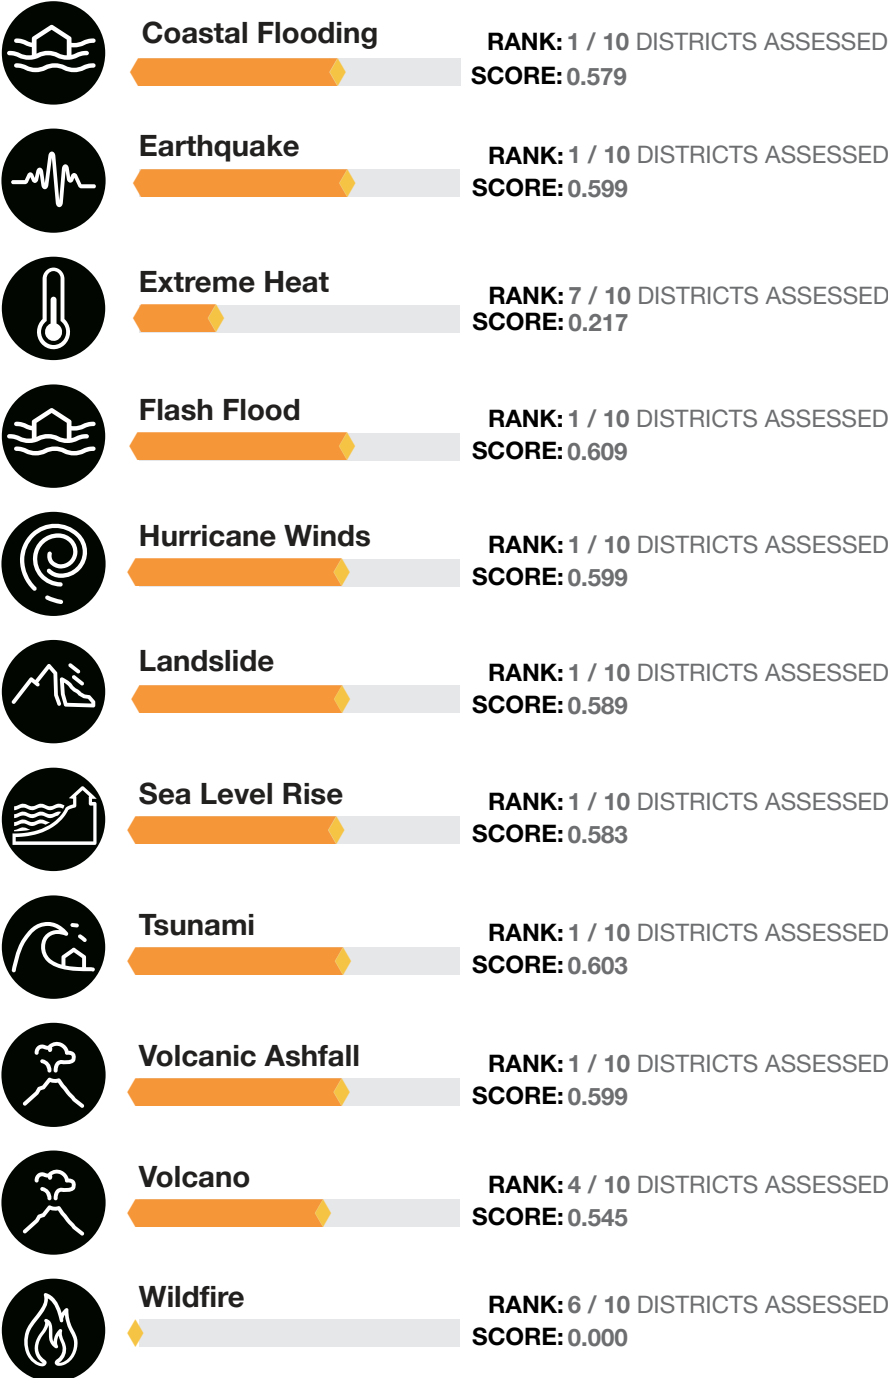 Coastal Flooding
RANK: 1 / 10 DISTRICTS ASSESSED
SCORE: 0.579
Earthquake
RANK: 1 / 10 DISTRICTS ASSESSED
SCORE: 0.599
Extreme Heat
RANK: 7 / 10 DISTRICTS ASSESSED
SCORE: 0.217
Flash Flood
RANK: 1 / 10 DISTRICTS ASSESSED
SCORE: 0.609
Hurricane Winds
RANK: 1 / 10 DISTRICTS ASSESSED
SCORE: 0.599
Landslide
RANK: 1 / 10 DISTRICTS ASSESSED
SCORE: 0.589
Sea Level Rise
RANK: 1 / 10 DISTRICTS ASSESSED
SCORE: 0.583
Tsunami
RANK: 1 / 10 DISTRICTS ASSESSED
SCORE: 0.603
Volcanic Ashfall
RANK: 1 / 10 DISTRICTS ASSESSED
SCORE: 0.599
Volcano
RANK: 4 / 10 DISTRICTS ASSESSED
SCORE: 0.545
Wildfire
RANK: 6 / 10 DISTRICTS ASSESSED
SCORE: 0.000